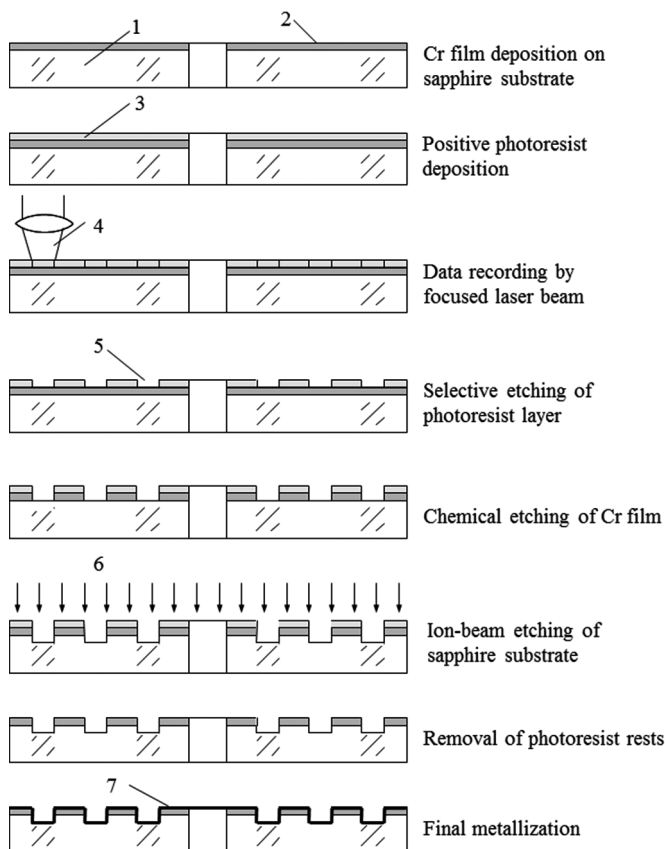 1
2
Cr film deposition on
sapphire substrate
3
Positive photoresist
deposition
4
Data recording by
focused laser beam
5
Selective etching of
photoresist layer
Chemical etching of Cr film
6
Ion-beam etching of
sapphire substrate
Removal of photoresist rests
7
Final metallization